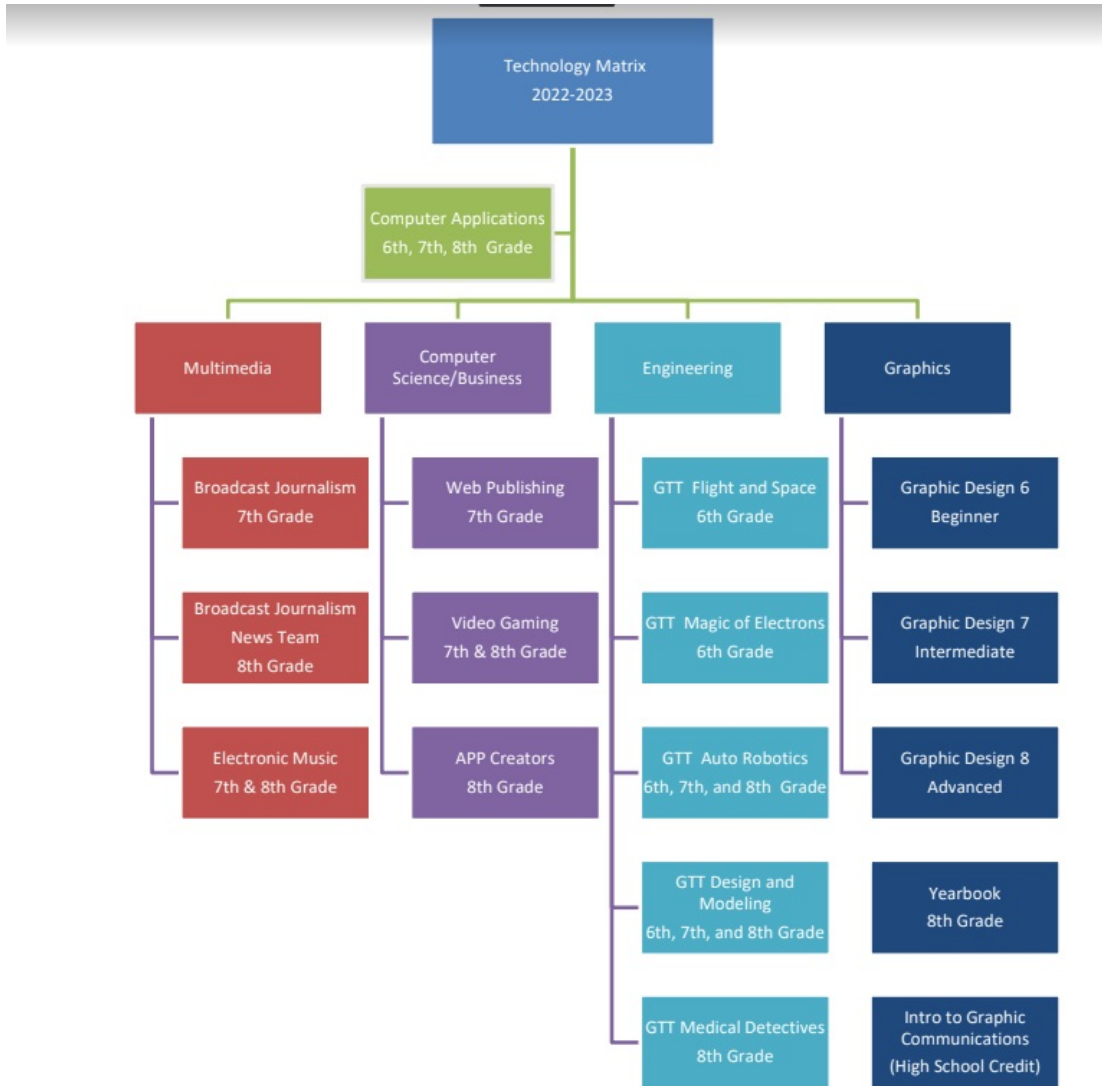 Technology Matrix
2022-2023
Computer Applications
6th, 7th, 8th Grade
Multimedia
Computer
Science/Business
Engineering
Graphics
Broadcast Journalism
7th Grade
Web Publishing
7th Grade
GTT Flight and Space
6th Grade
Graphic Design 6
Beginner
Broadcast Journalism
News Team
8th Grade
Video Gaming
7th & 8th Grade
GTT Magic of Electrons
6th Grade
Graphic Design 7
Intermediate
Electronic Music
7th & 8th Grade
APP Creators
8th Grade
GTT Auto Robotics
6th, 7th, and 8th Grade
Graphic Design 8
Advanced
GTT Design and
Modeling
6th, 7th, and 8th Grade
Yearbook
8th Grade
GTT Medical Detectives
8th Grade
Intro to Graphic
Communications
(High School Credit)